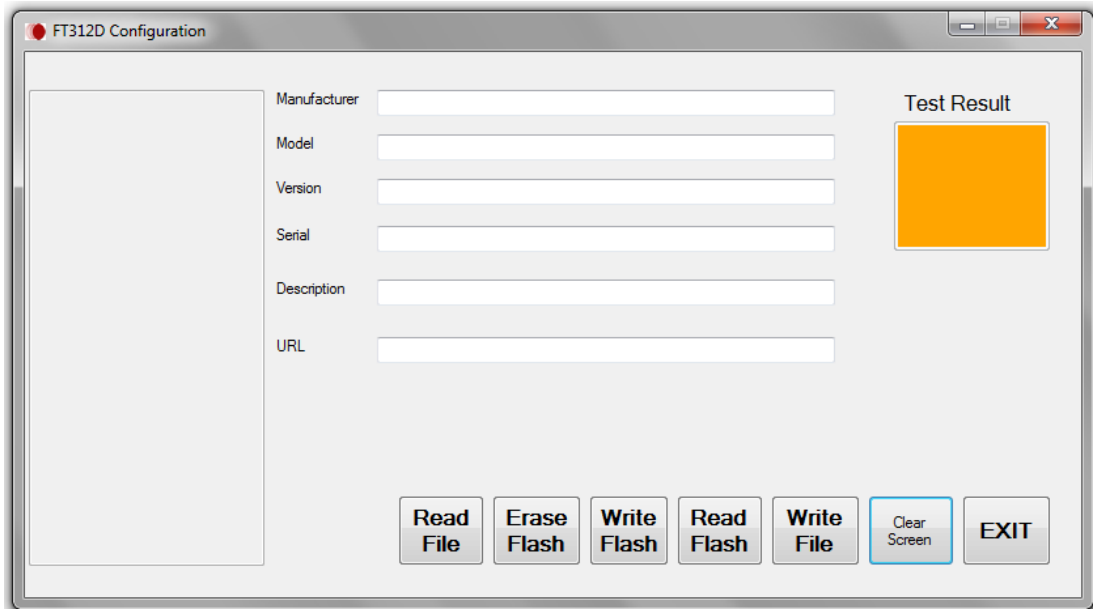 FT312D Configuration
Manufacturer
Test Result
Model
Version
Serial
Description
URL
Read File
Erase Flash
Write Flash
Read Flash
Write File
Clear Screen
EXIT